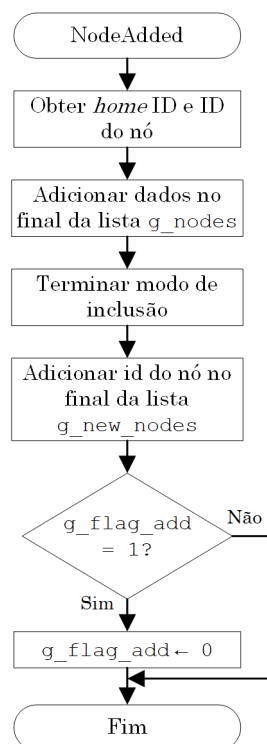 NodeAdded
Obter home ID e ID
do nó
Adicionar dados no
final da lista g_nodes
Terminar modo de
inclusão
Adicionar id do nó no
final da lista
g_new_nodes
g_flag_add
= 1?
Não
Sim
g_flag_add ← 0
Fim